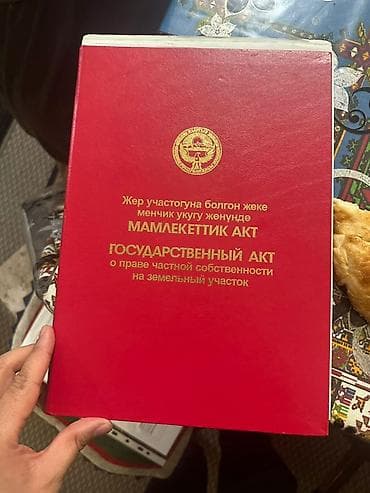 Жер участогуна болгон жеке
менчик укугу жөнүндө
МАМЛЕКЕТТИК АКТ
ГОСУДАРСТВЕННЫЙ АКТ
о праве частной собственности
на земельный участок